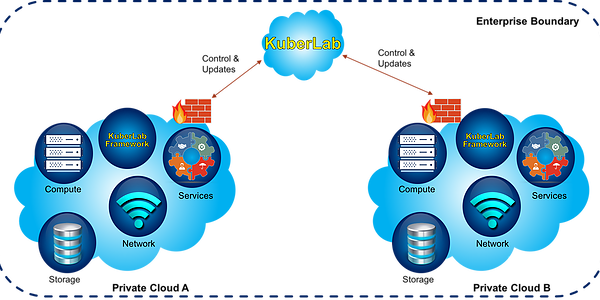 Enterprise Boundary
KuberLab
Control &
Updates
Control &
Updates
KuberLab
Framework
Compute
Services
Network
Storage
Private Cloud A
KuberLab
Framework
Compute
Services
Network
Storage
Private Cloud B